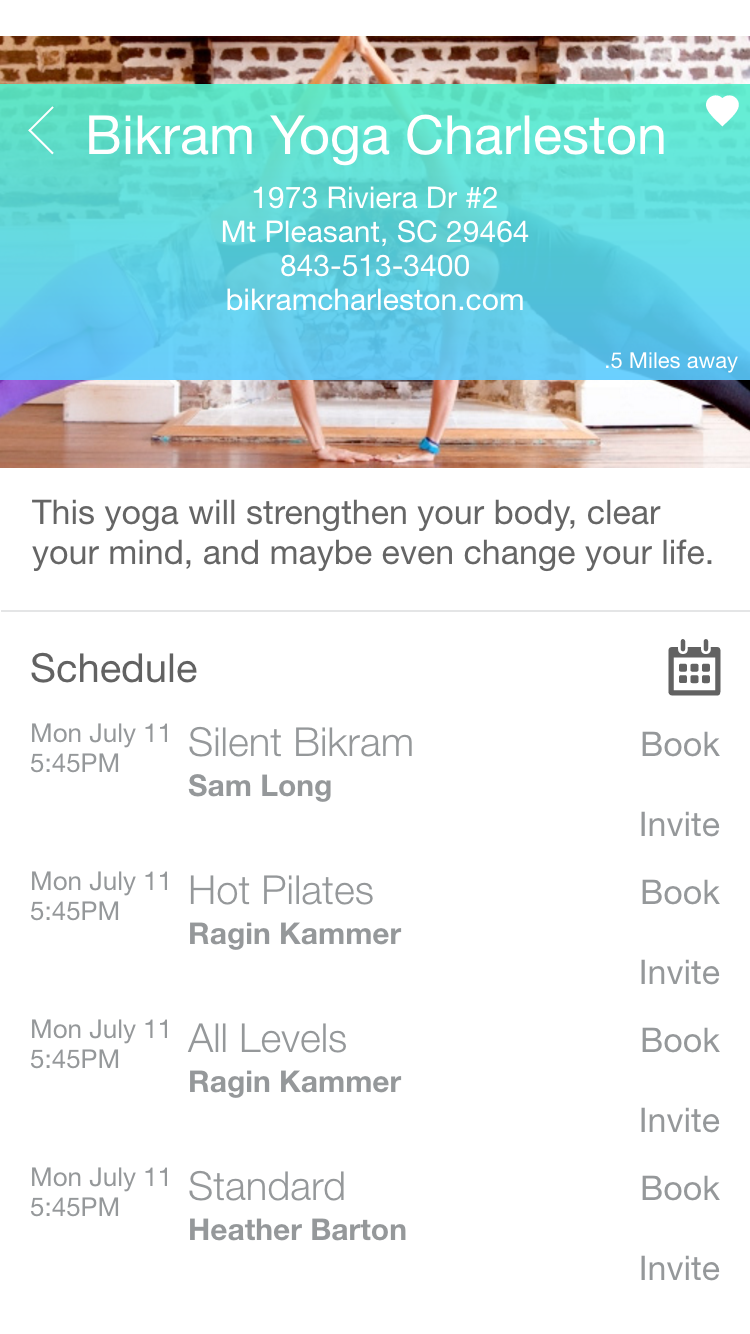 Bikram Yoga Charleston
1973 Riviera Dr #2
Mt Pleasant, SC 29464
843-513-3400
bikramcharleston.com
.5 Miles away
This yoga will strengthen your body, clear
your mind, and maybe even change your life.
Schedule
Mon July 11 Silent Bikram Book
5:45PM Sam Long
Invite
Mon July 11 Hot Pilates Book
5:45PM Ragin Kammer
Invite
Mon July 11 All Levels Book
5:45PM Ragin Kammer
Invite
Mon July 11 Standard Book
5:45PM Heather Barton
Invite